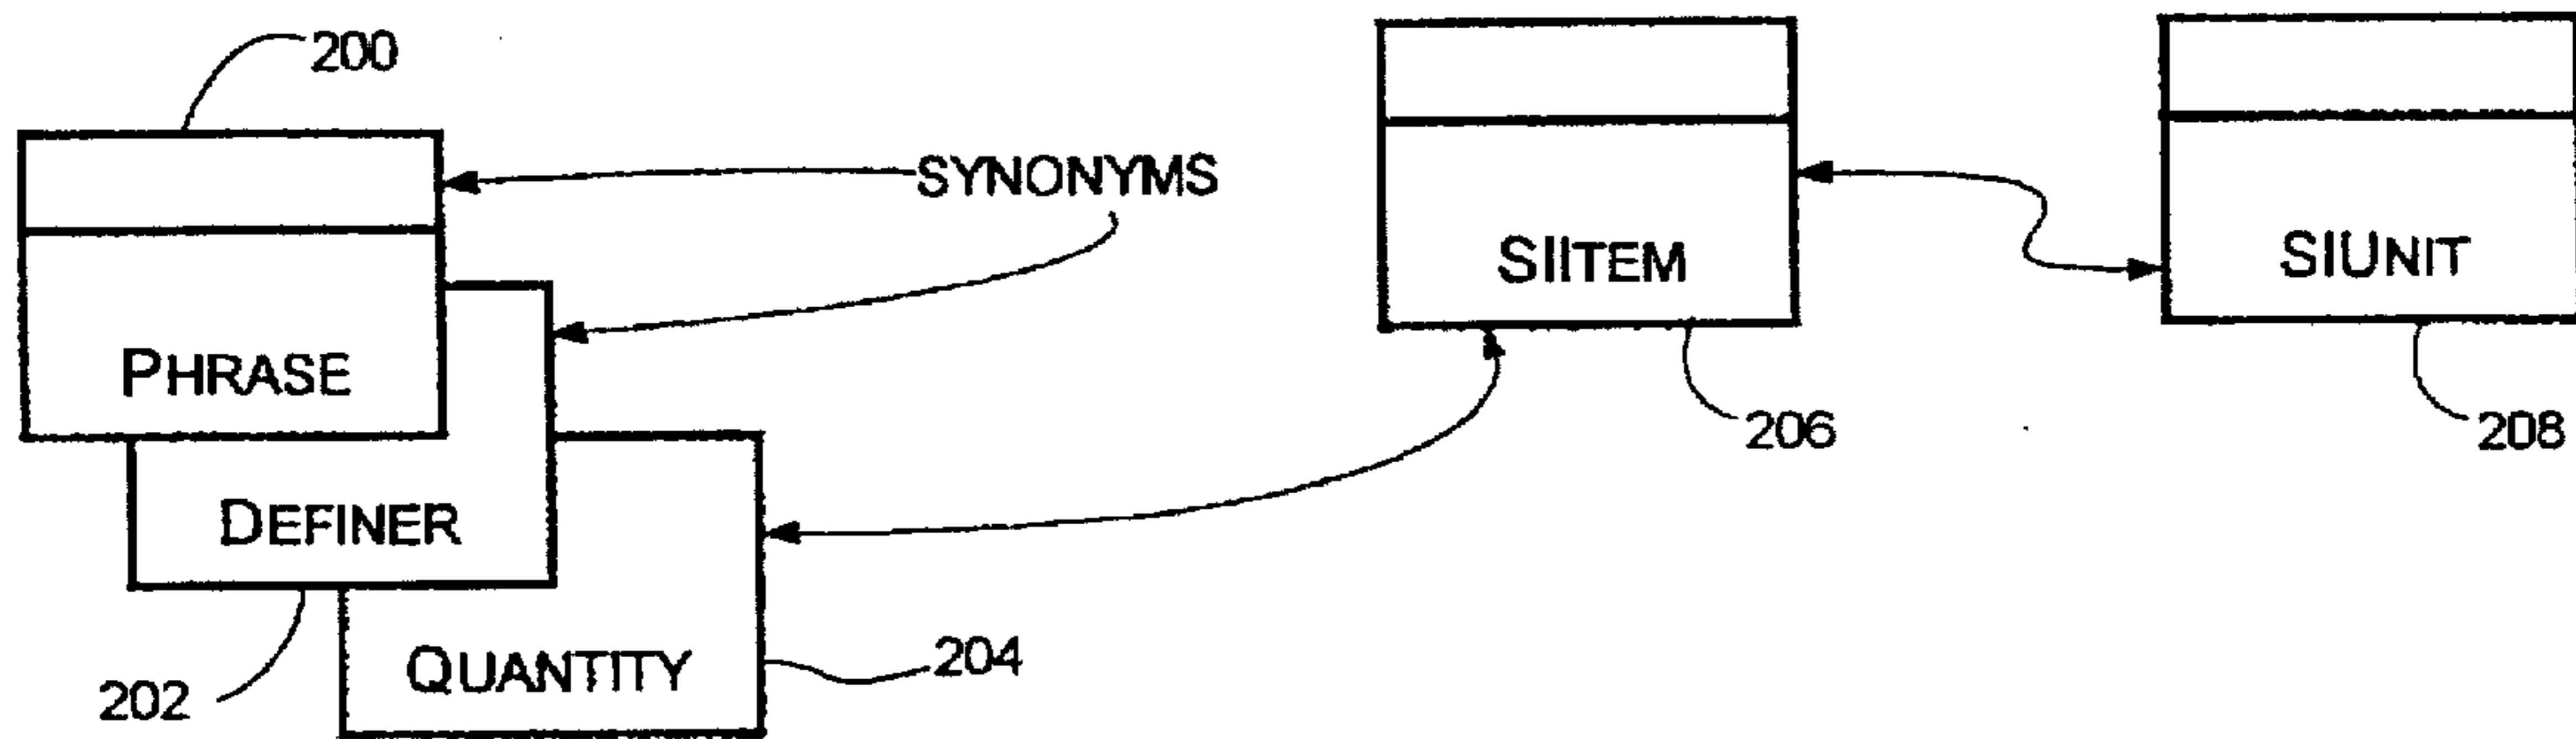 200
SYNONYMS
PHRASE
DEFINER
QUANTITY
202
204
SIITEM
206
SIUNIT
208